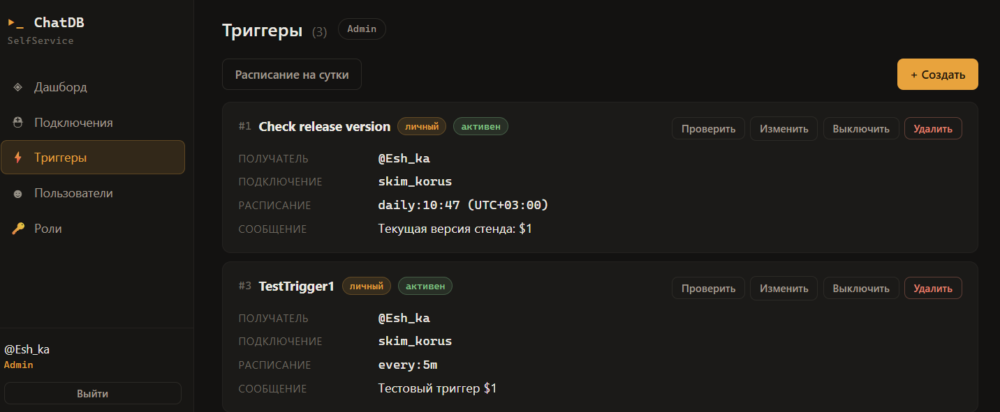 ▸_ ChatDB
SelfService
Дашборд
Подключения
Триггеры
Пользователи
Роли
@Esh_ka
Admin
Выйти
Триггеры (3) Admin
Расписание на сутки
+ Создать
#1 Check release version личный активен Проверить Изменить Выключить Удалить
ПОЛУЧАТЕЛЬ @Esh_ka
ПОДКЛЮЧЕНИЕ skim_korus
РАСПИСАНИЕ daily:10:47 (UTC+03:00)
СООБЩЕНИЕ Текущая версия стенда: $1
#3 TestTrigger1 личный активен Проверить Изменить Выключить Удалить
ПОЛУЧАТЕЛЬ @Esh_ka
ПОДКЛЮЧЕНИЕ skim_korus
РАСПИСАНИЕ every:5m
СООБЩЕНИЕ Тестовый триггер $1